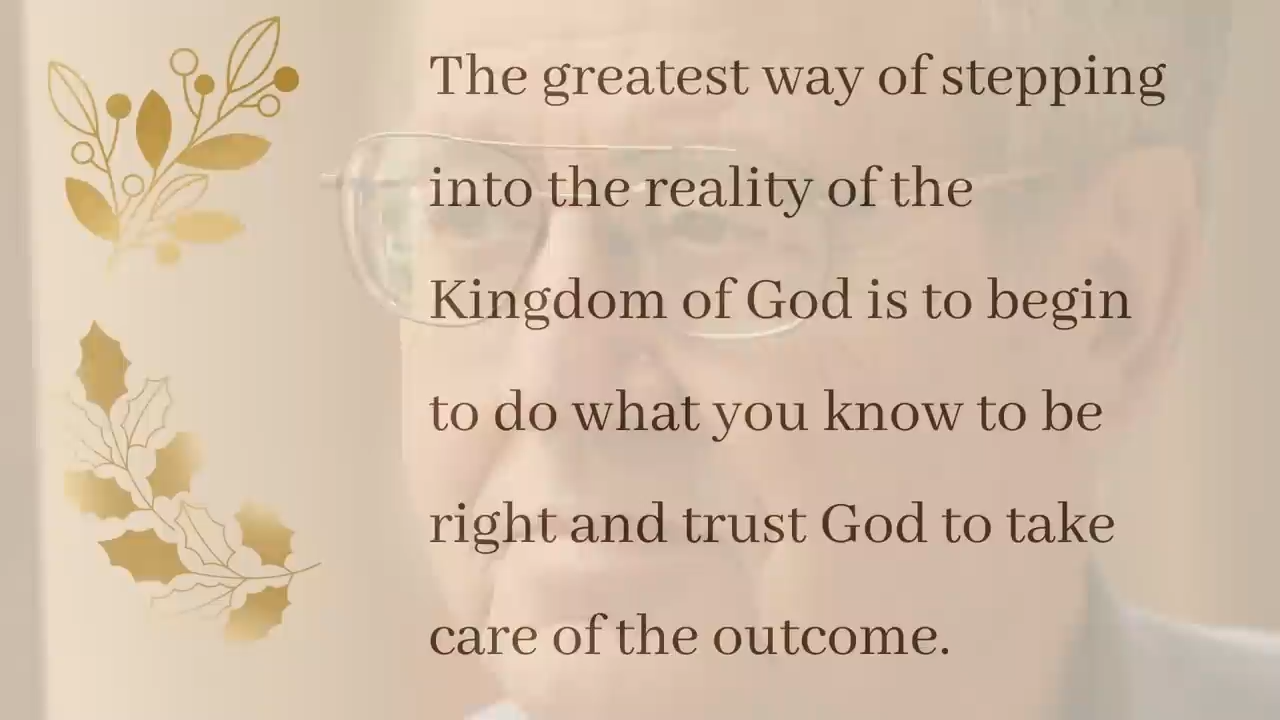 The greatest way of stepping
into the reality of the
Kingdom of God is to begin
to do what you know to be
right and trust God to take
care of the outcome.